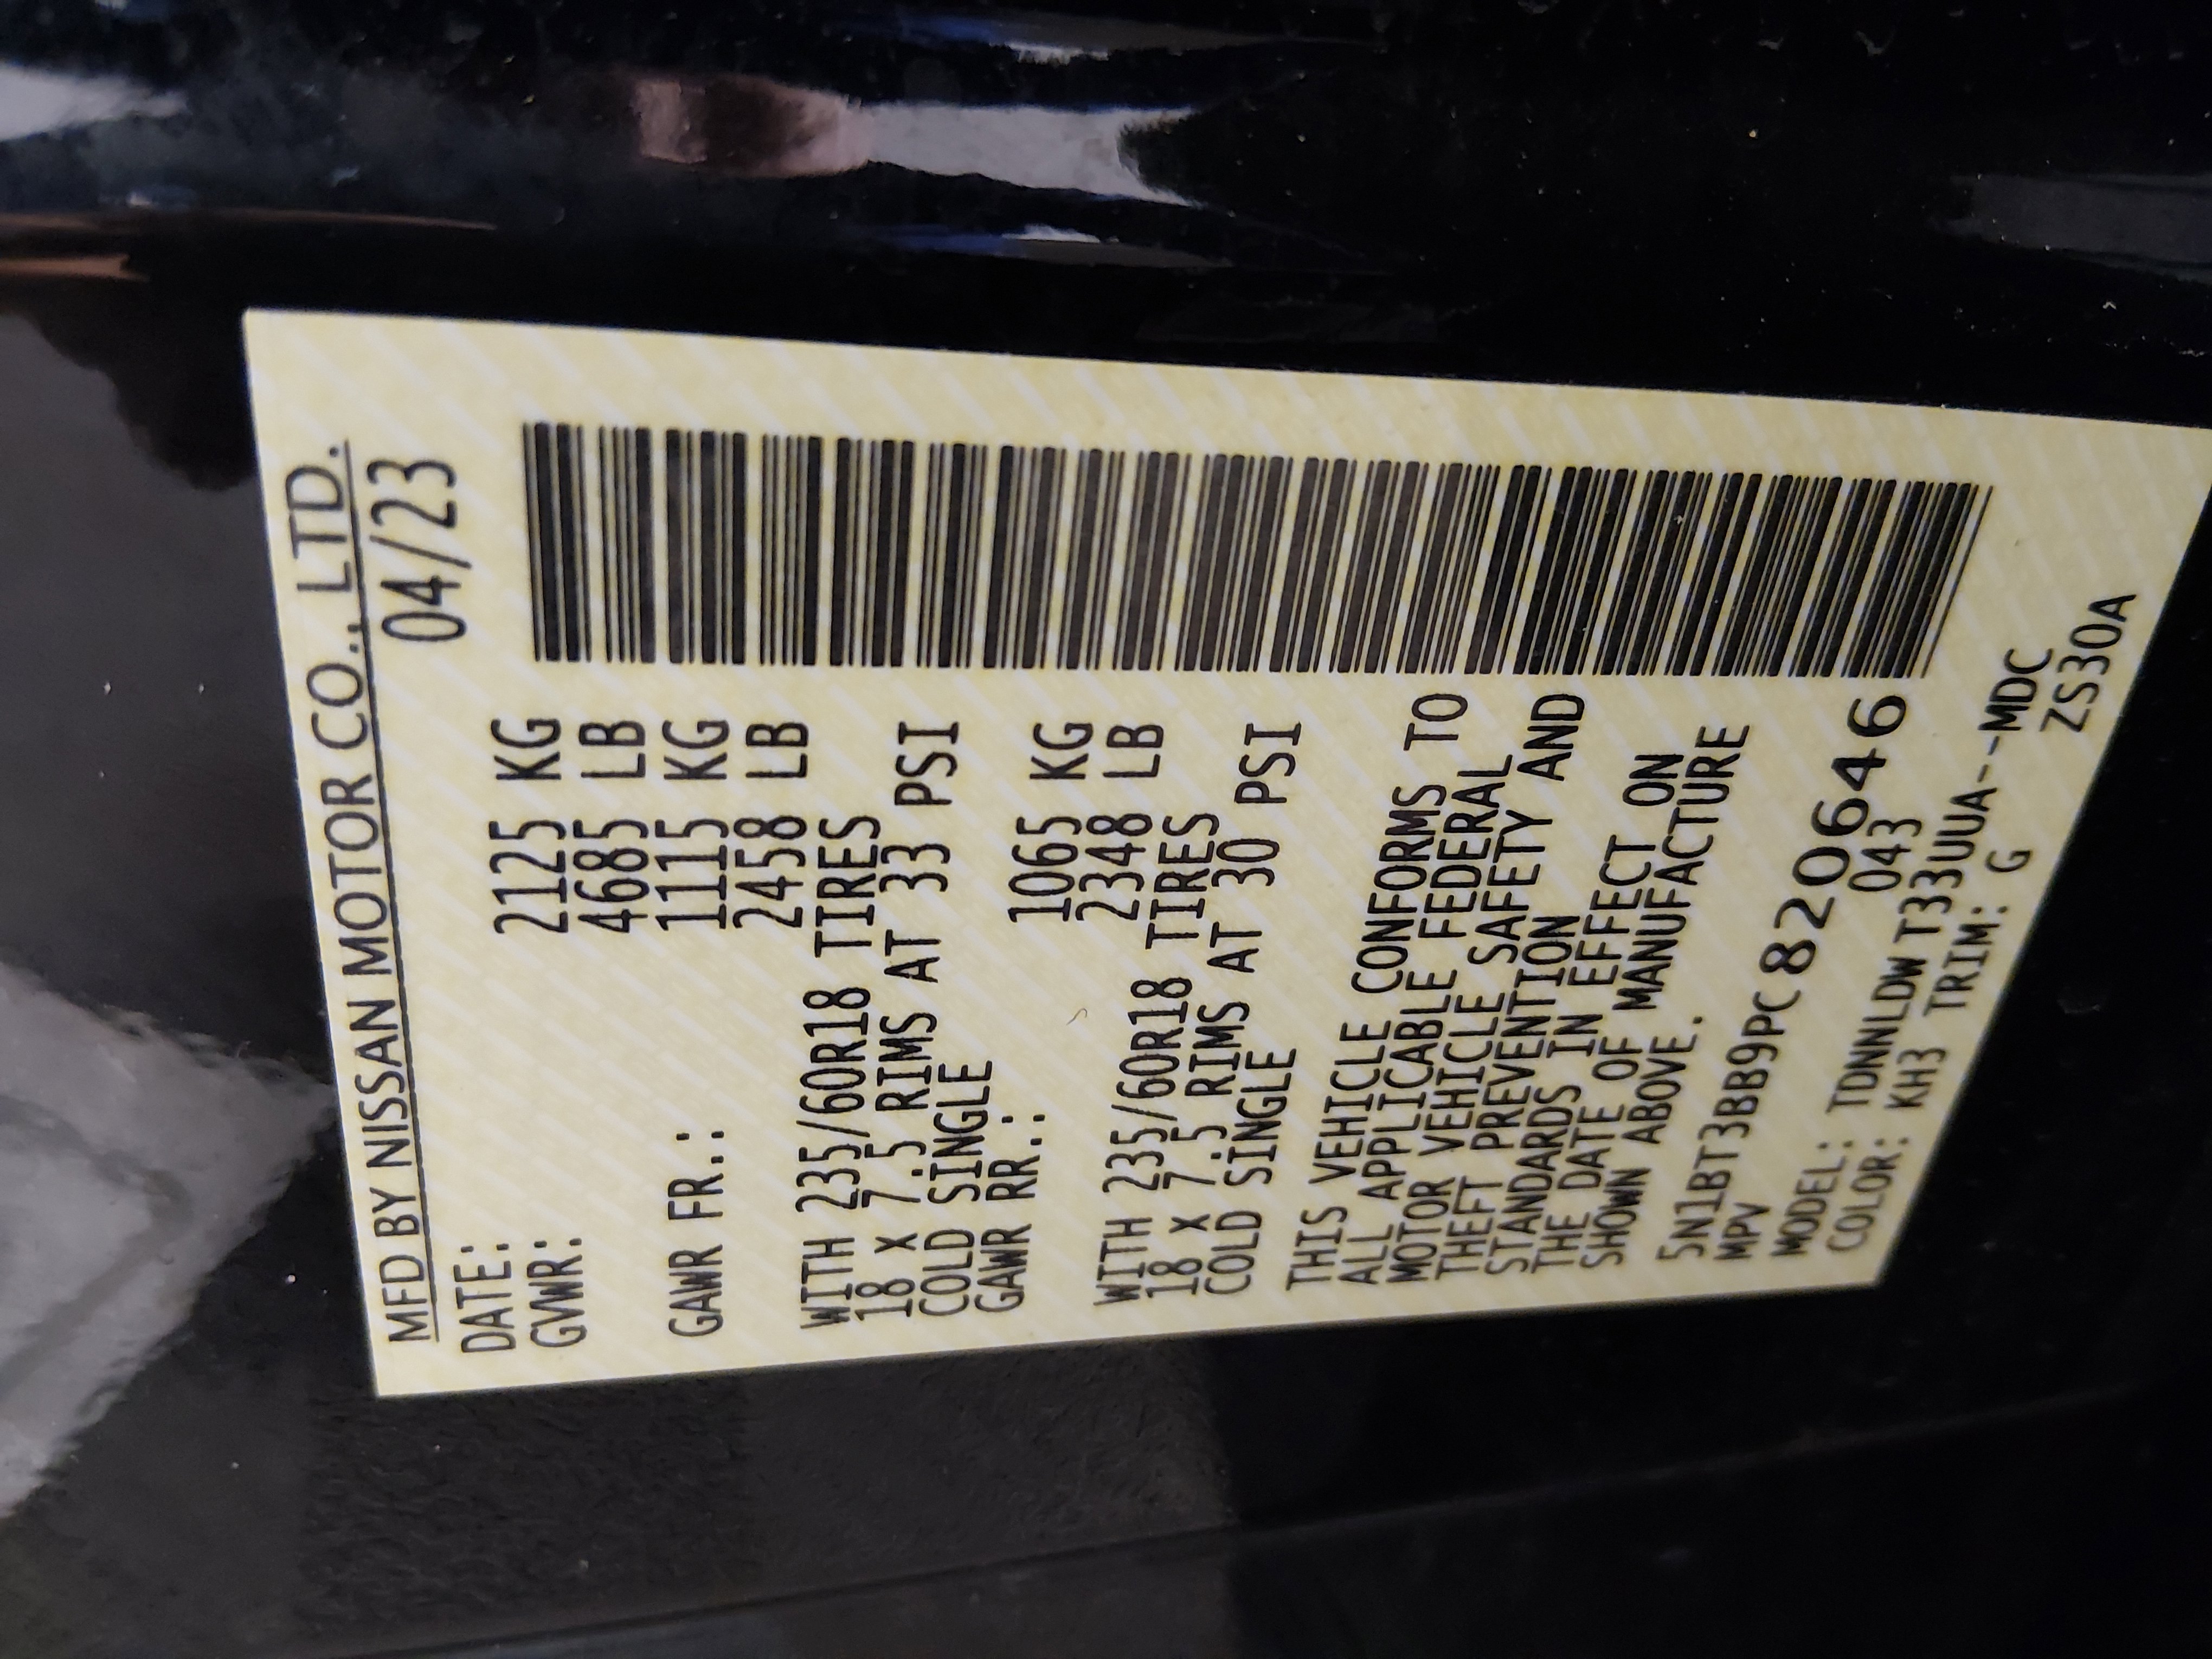 MFD BY NISSAN MOTOR CO., LTD.
DATE: 04/23
GVWR: 2125 KG
4685 LB
GAWR FR.: 1115 KG
2458 LB
WITH 235/60R18 TIRES
18 X 7.5 RIMS AT 33 PSI
COLD SINGLE
GAWR RR.: 1065 KG
2348 LB
WITH 235/60R18 TIRES
18 X 7.5 RIMS AT 30 PSI
COLD SINGLE
THIS VEHICLE CONFORMS TO
ALL APPLICABLE FEDERAL
MOTOR VEHICLE SAFETY AND
THEFT PREVENTION
STANDARDS IN EFFECT ON
THE DATE OF MANUFACTURE
SHOWN ABOVE.
5N1BT3BB9PC820646
MPV 043
MODEL: TDNNLDW T33UUA--MDC
COLOR: KH3 TRIM: G ZS30A